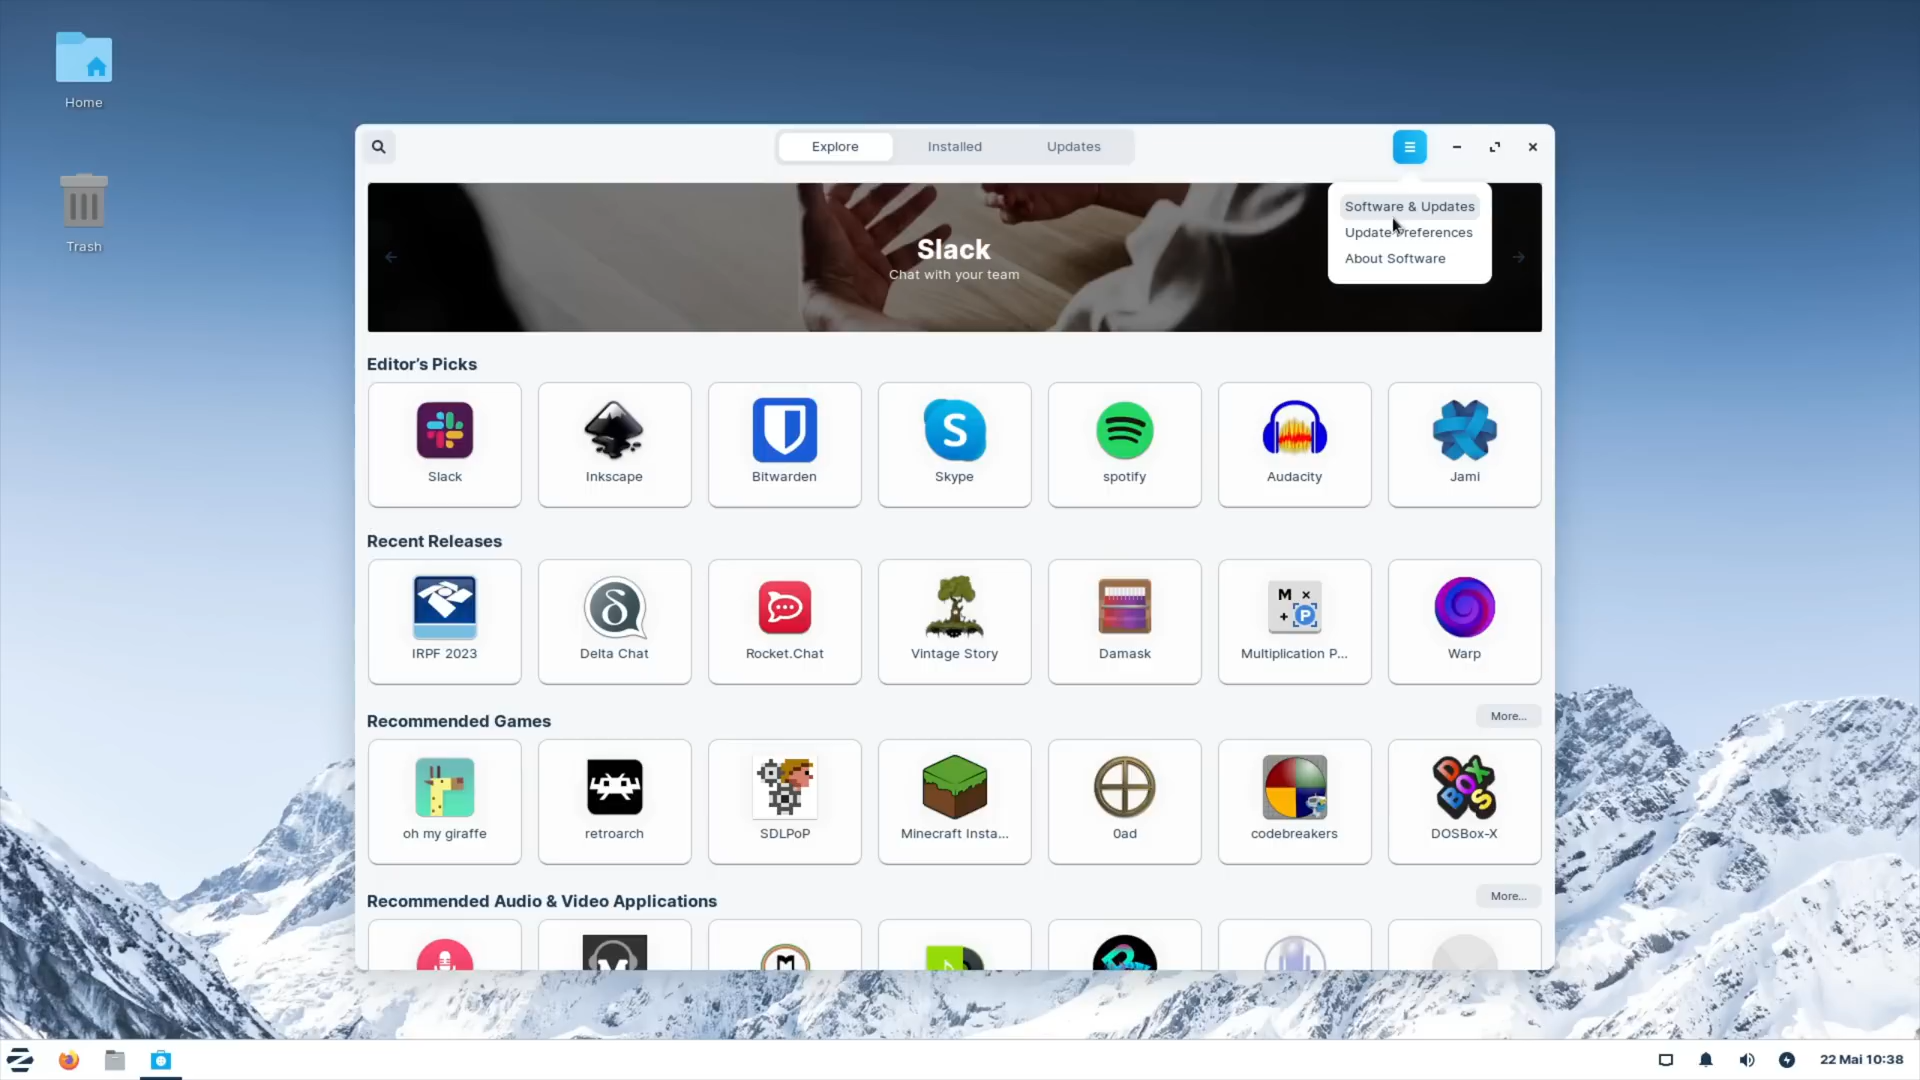 Home
Trash
Explore
Installed
Updates
Software & Updates
Update Preferences
About Software
Slack
Chat with your team
Editor’s Picks
Slack
Inkscape
Bitwarden
Skype
spotify
Audacity
Jami
Recent Releases
IRPF 2023
Delta Chat
Rocket.Chat
Vintage Story
Damask
Multiplication P...
Warp
Recommended Games
More...
oh my giraffe
retroarch
SDLPoP
Minecraft Insta...
0ad
codebreakers
DOSBox-X
Recommended Audio & Video Applications
More...
22 Mai 10:38